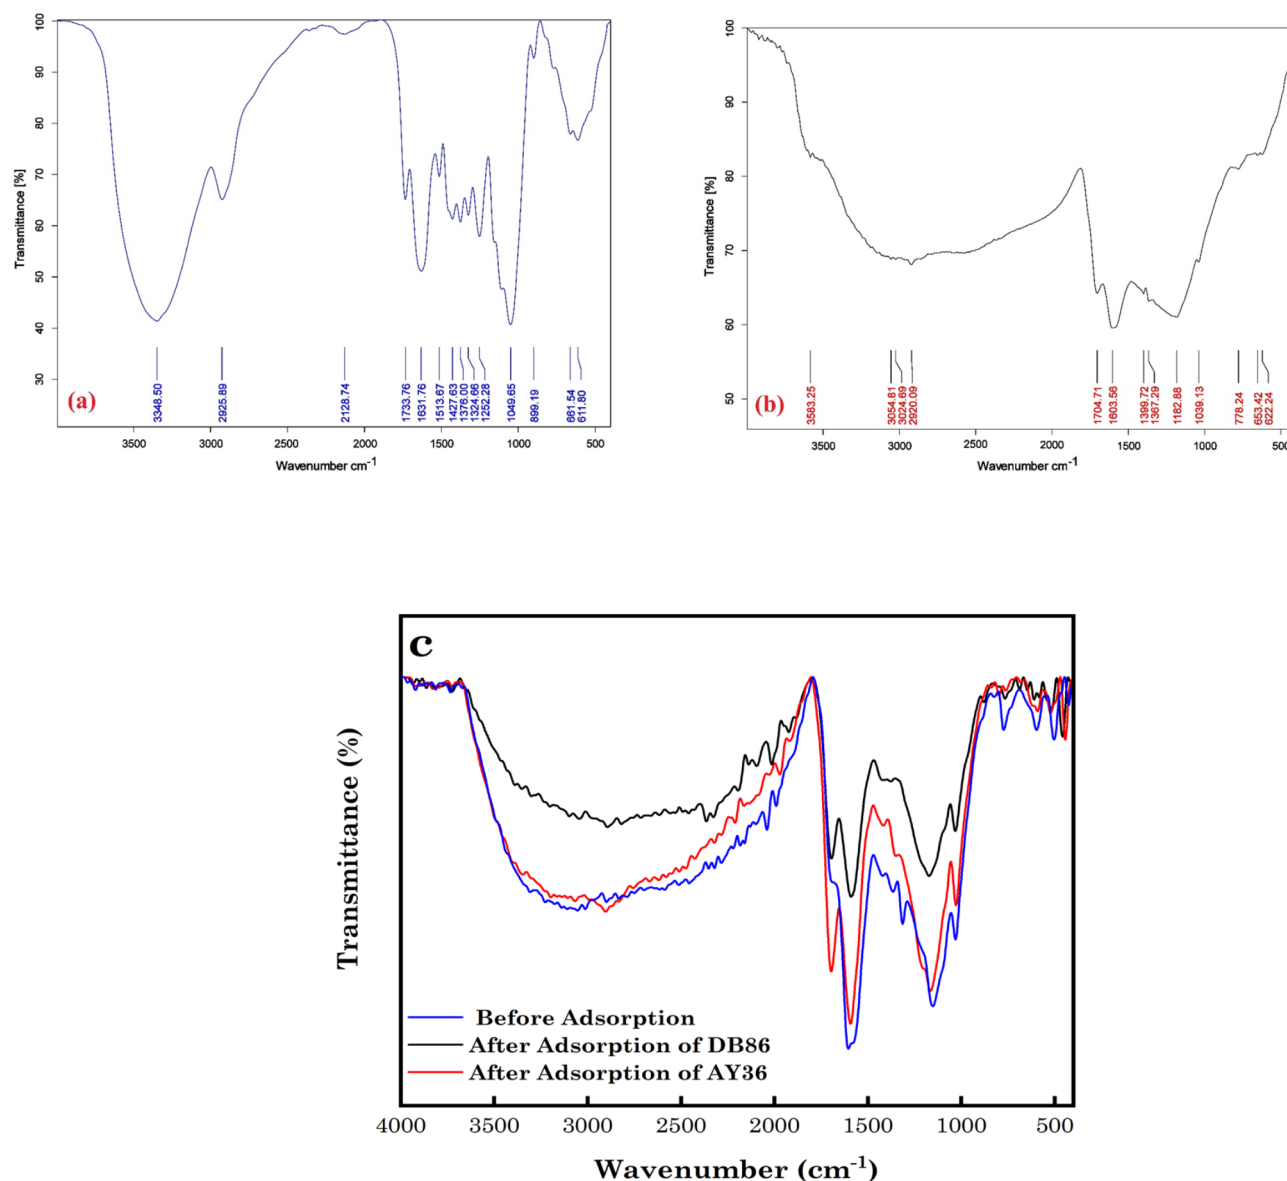 100
90
80
70
60
50
40
30
Transmittance [%]
(a)
3348.50
2925.89
2128.74
1733.76
1631.76
1513.67
1427.63
1376.00
1324.66
1252.28
1049.65
899.19
661.54
611.80
3500 3000 2500 2000 1500 1000 500
Wavenumber cm-1
100
90
80
70
60
50
Transmittance [%]
(b)
3583.25
3054.81
3024.69
2920.09
1704.71
1603.56
1399.72
1367.29
1182.88
1039.13
778.24
653.42
622.24
3500 3000 2500 2000 1500 1000 500
Wavenumber cm-1
c
Transmittance (%)
Before Adsorption
After Adsorption of DB86
After Adsorption of AY36
4000 3500 3000 2500 2000 1500 1000 500
Wavenumber (cm-1)